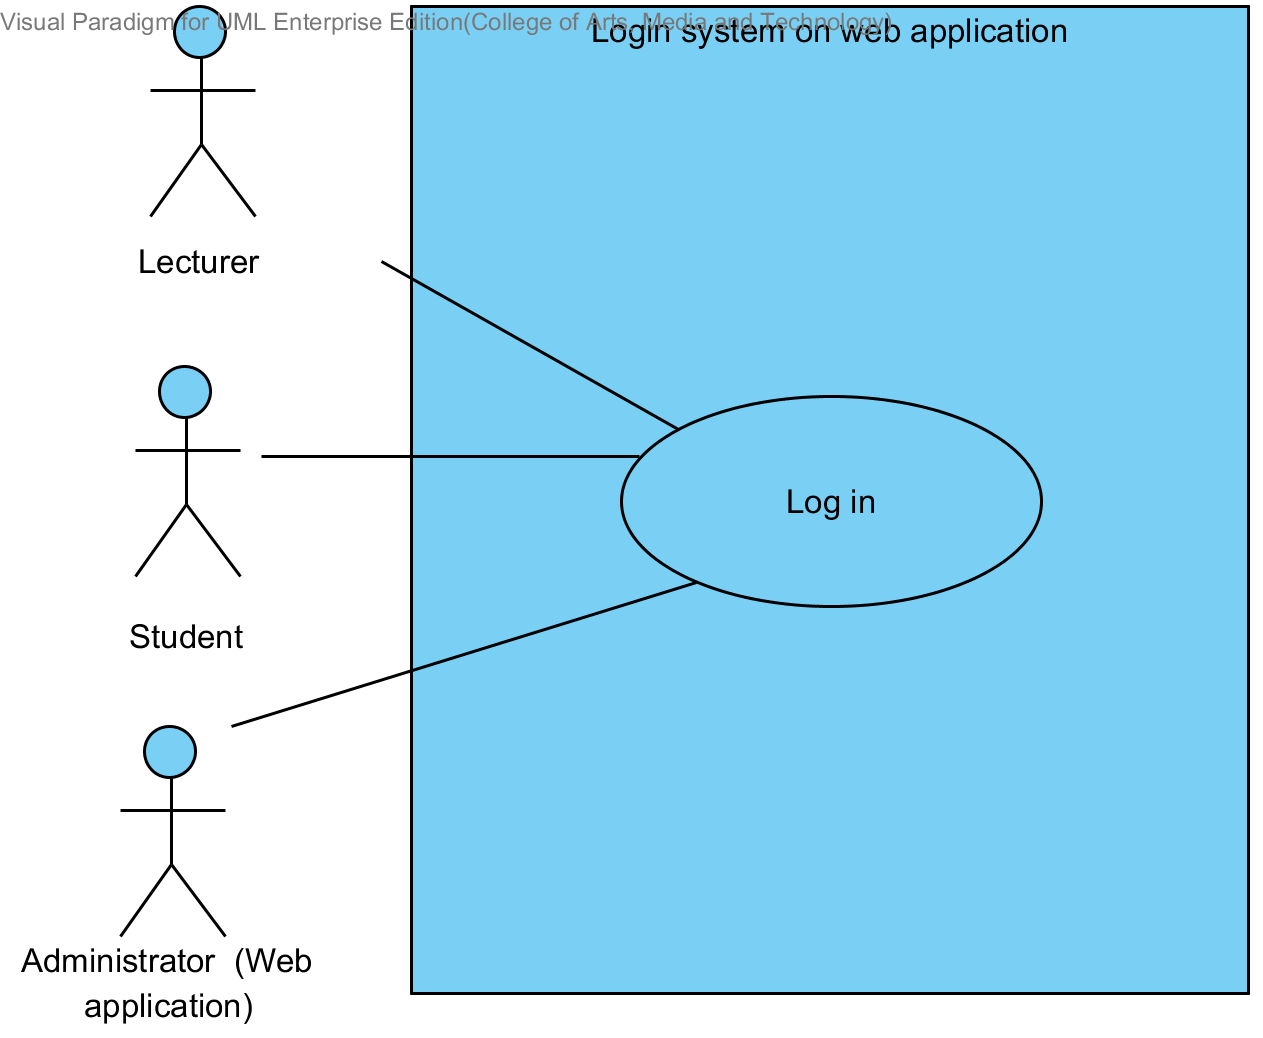 Visual Paradigm for UML Enterprise Edition(College of Arts, Media and Technology)
Login system on web application
Lecturer
Log in
Student
Administrator  (Web
application)